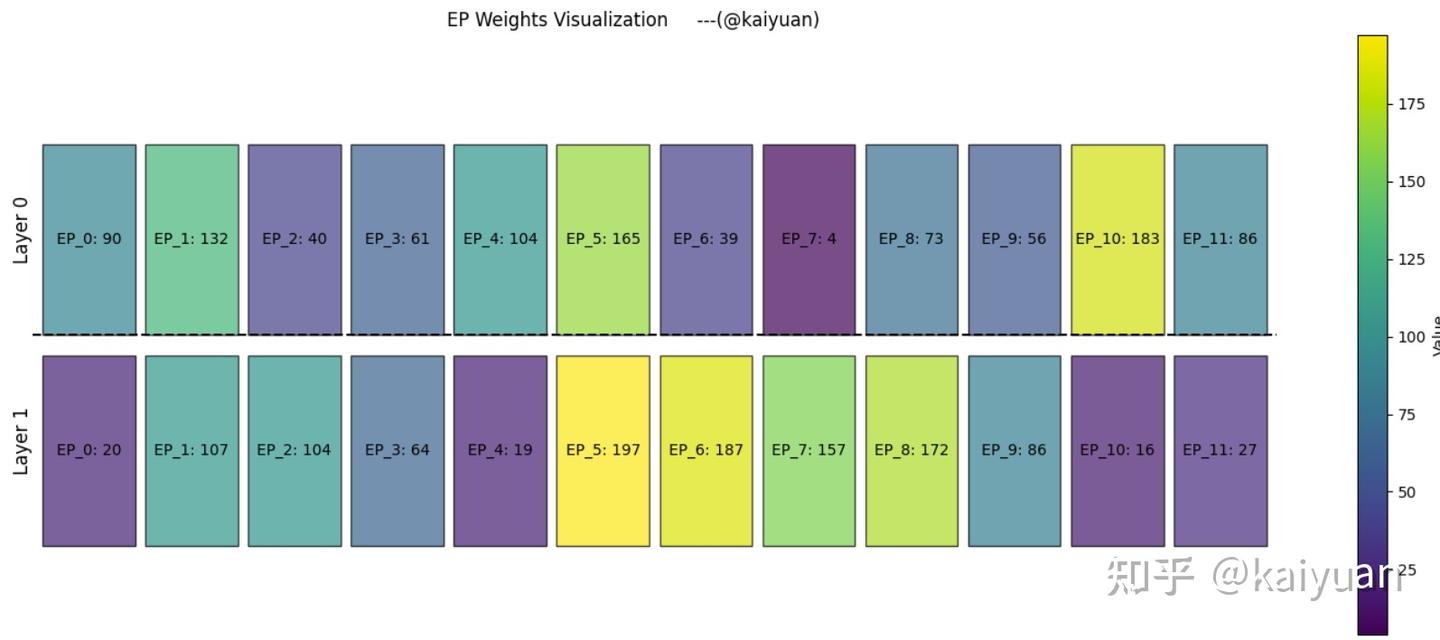 EP Weights Visualization ---(@kaiyuan)
Layer 0
EP_0: 90 EP_1: 132 EP_2: 40 EP_3: 61 EP_4: 104 EP_5: 165 EP_6: 39 EP_7: 4 EP_8: 73 EP_9: 56 EP_10: 183 EP_11: 86
Layer 1
EP_0: 20 EP_1: 107 EP_2: 104 EP_3: 64 EP_4: 19 EP_5: 197 EP_6: 187 EP_7: 157 EP_8: 172 EP_9: 86 EP_10: 16 EP_11: 27
175
150
125
100
75
50
25
Value
知乎 @kaiyuan